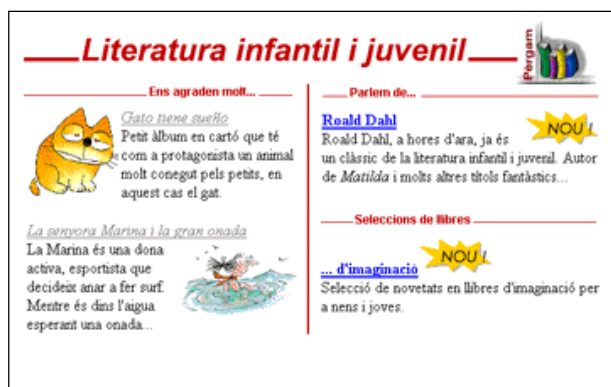 Literatura infantil i juvenil
Pèrgam
Ens agraden molt...
Gato tiene sueño
Petit àlbum en cartó que té
com a protagonista un animal
molt conegut pels petits, en
aquest cas el gat.
La senyora Marina i la gran onada
La Marina és una dona
activa, esportista que
decideix anar a fer surf.
Mentre és dins l'aigua
esperant una onada...
Parlem de...
Roald Dahl
NOU!
Roald Dahl, a hores d'ara, ja és
un clàssic de la literatura infantil i juvenil. Autor
de Matilda i molts altres títols fantàstics...
Seleccions de llibres
NOU!
... d'imaginació
Selecció de novetats en llibres d'imaginació per
a nens i joves.